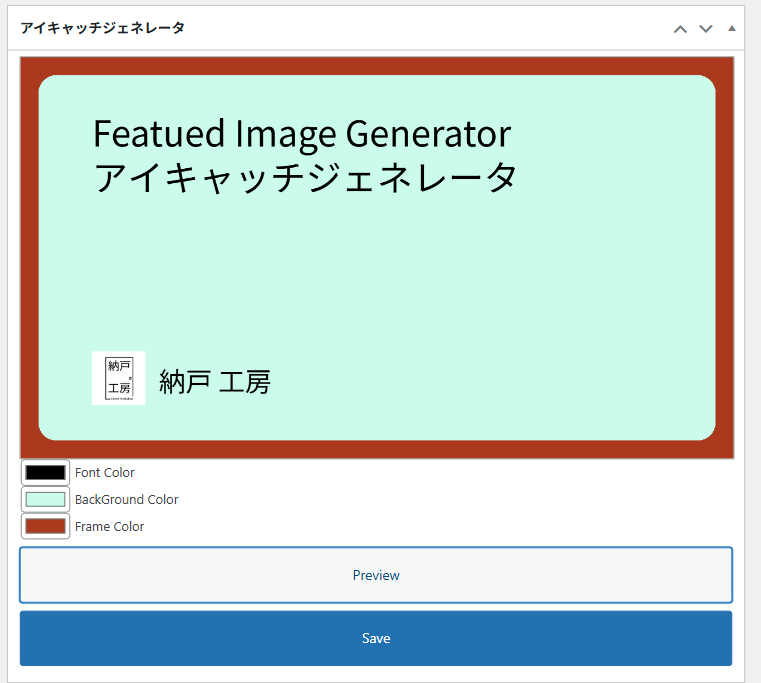 アイキャッチジェネレータ
Featued Image Generator
アイキャッチジェネレータ
納戸
工房
納戸 工房
Font Color
BackGround Color
Frame Color
Preview
Save